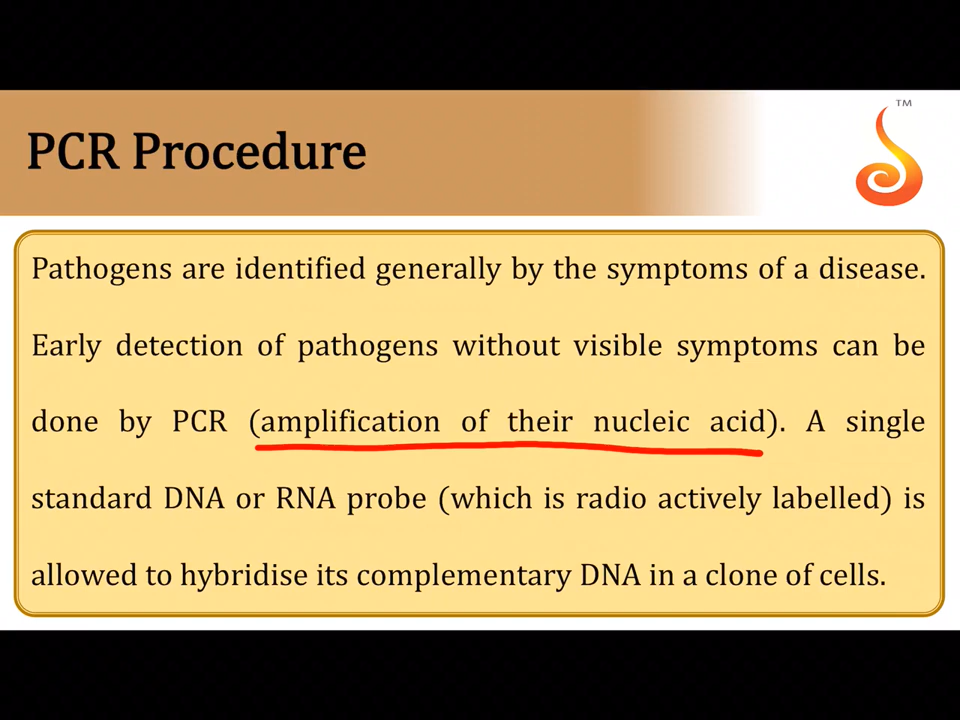 TM
PCR Procedure
Pathogens are identified generally by the symptoms of a disease.
Early detection of pathogens without visible symptoms can be
done by PCR (amplification of their nucleic acid). A single
standard DNA or RNA probe (which is radio actively labelled) is
allowed to hybridise its complementary DNA in a clone of cells.